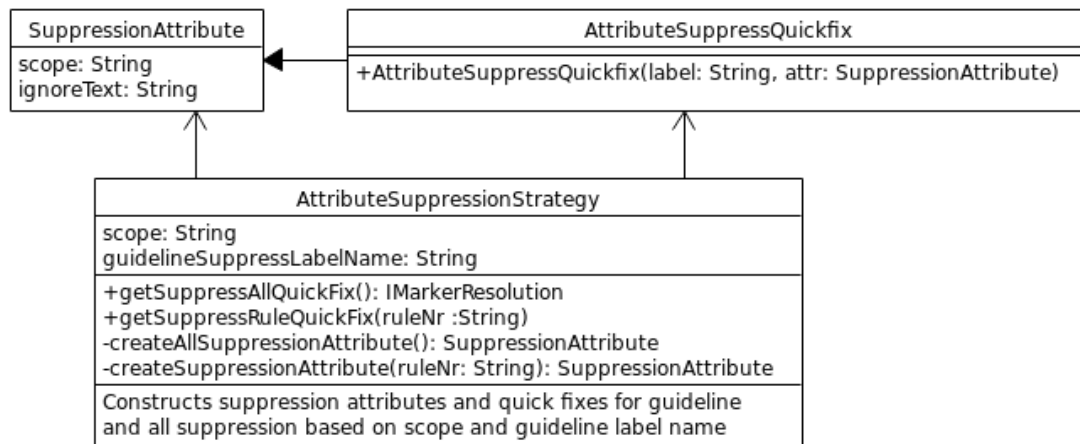 SuppressionAttribute
scope: String
ignoreText: String
AttributeSuppressQuickfix
+AttributeSuppressQuickfix(label: String, attr: SuppressionAttribute)
AttributeSuppressionStrategy
scope: String
guidelineSuppressLabelName: String
+getSuppressAllQuickFix(): IMarkerResolution
+getSuppressRuleQuickFix(ruleNr :String)
-createAllSuppressionAttribute(): SuppressionAttribute
-createSuppressionAttribute(ruleNr: String): SuppressionAttribute
Constructs suppression attributes and quick fixes for guideline
and all suppression based on scope and guideline label name